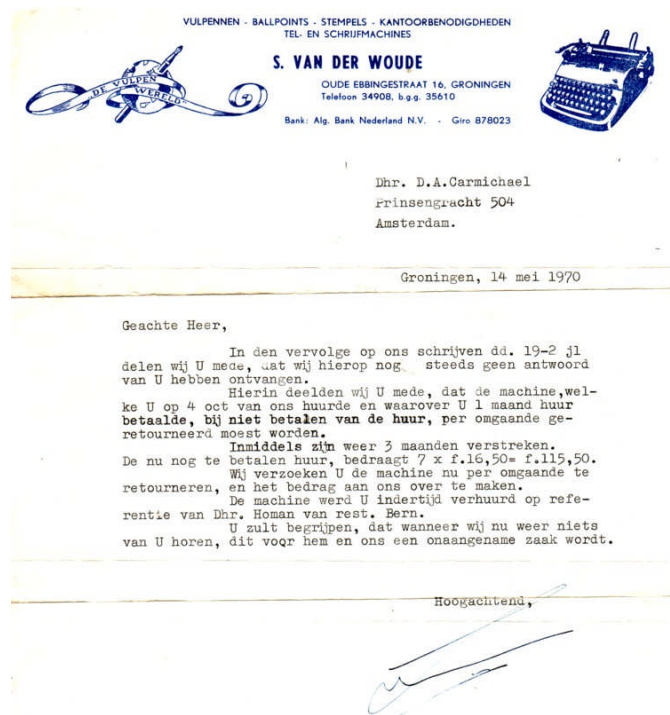 VULPENNEN - BALLPOINTS - STEMPELS - KANTOORBENODIGDHEDEN
TEL- EN SCHRIJFMACHINES
S. VAN DER WOUDE
"DE VULPEN
WERELD"
OUDE EBBINGESTRAAT 16, GRONINGEN
Telefoon 34908, b.g.g. 35610
Bank: Alg. Bank Nederland N.V. - Giro 878023
Dhr. D.A.Carmichael
Prinsengracht 504
Amsterdam.
Groningen, 14 mei 1970
Geachte Heer,
In den vervolge op ons schrijven dd. 19-2 jl
delen wij U mede, dat wij hierop nog steeds geen antwoord
van U hebben ontvangen.
Hierin deelden wij U mede, dat de machine,wel-
ke U op 4 oct van ons huurde en waarover U 1 maand huur
betaalde, bij niet betalen van de huur, per omgaande ge-
retourneerd moest worden.
Inmiddels zijn weer 3 maanden verstreken.
De nu nog te betalen huur, bedraagt 7 x f.16,50= f.115,50.
Wij verzoeken U de machine nu per omgaande te
retourneren, en het bedrag aan ons over te maken.
De machine werd U indertijd verhuurd op refe-
rentie van Dhr. Homan van rest. Bern.
U zult begrijpen, dat wanneer wij nu weer niets
van U horen, dit voor hem en ons een onaangename zaak wordt.
Hoogachtend,